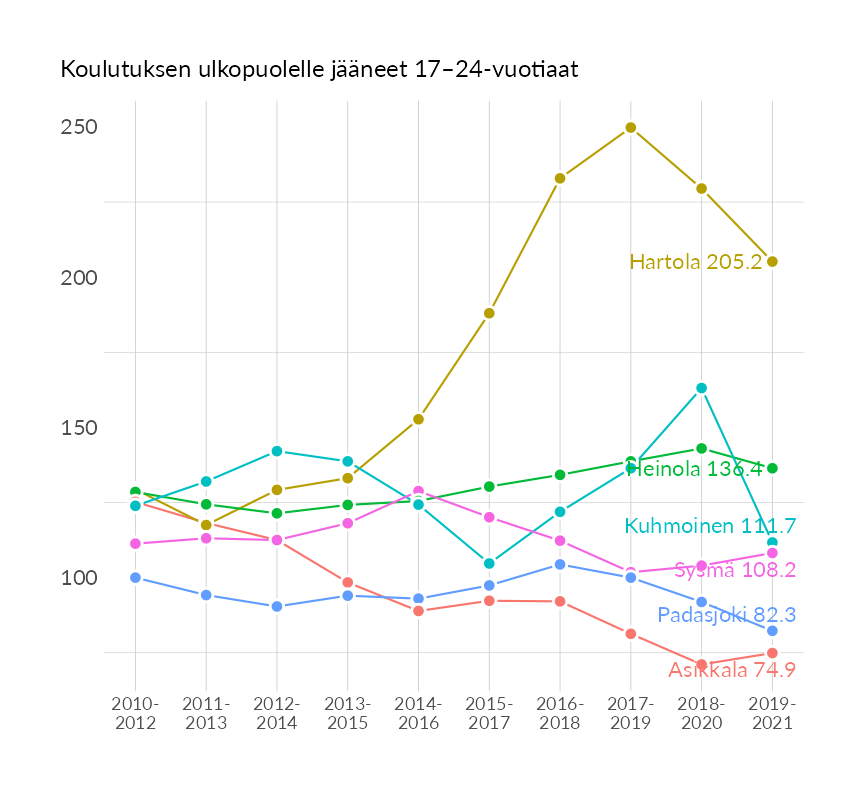 Koulutuksen ulkopuolelle jääneet 17–24-vuotiaat
250
200
150
100
Hartola 205.2
Heinola 136.4
Kuhmoinen 111.7
Sysmä 108.2
Padasjoki 82.3
Asikkala 74.9
2010- 2011- 2012- 2013- 2014- 2015- 2016- 2017- 2018- 2019-
2012 2013 2014 2015 2016 2017 2018 2019 2020 2021